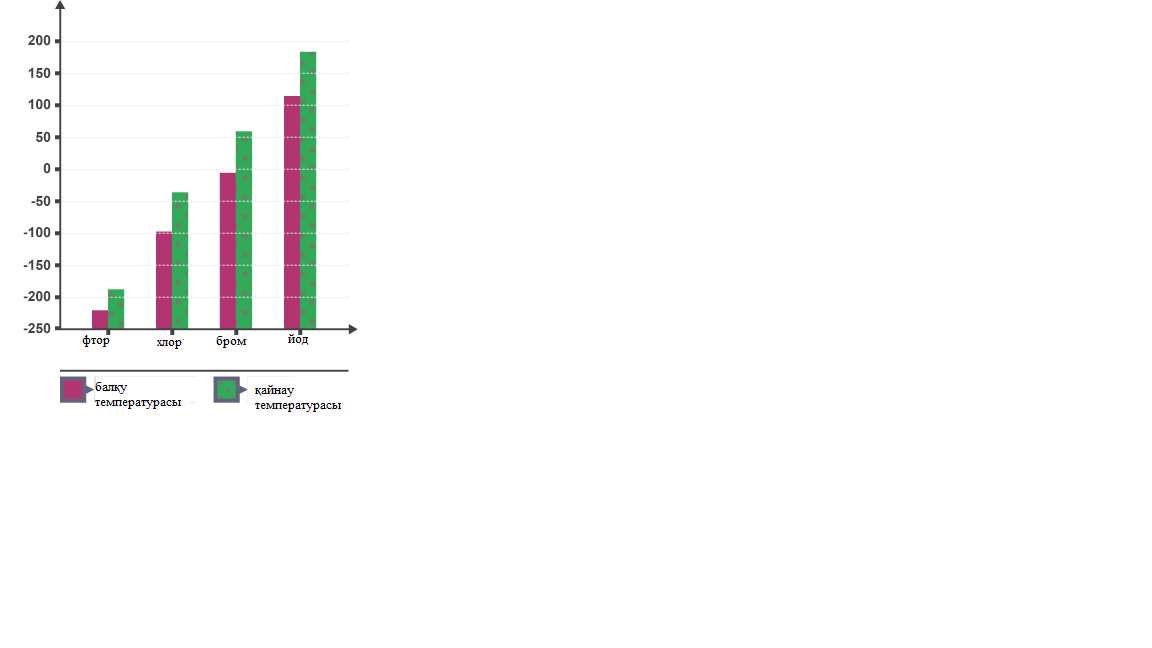 200
150
100
50
0
-50
-100
-150
-200
-250
фтор хлор бром йод
балқу
температурасы
қайнау
температурасы